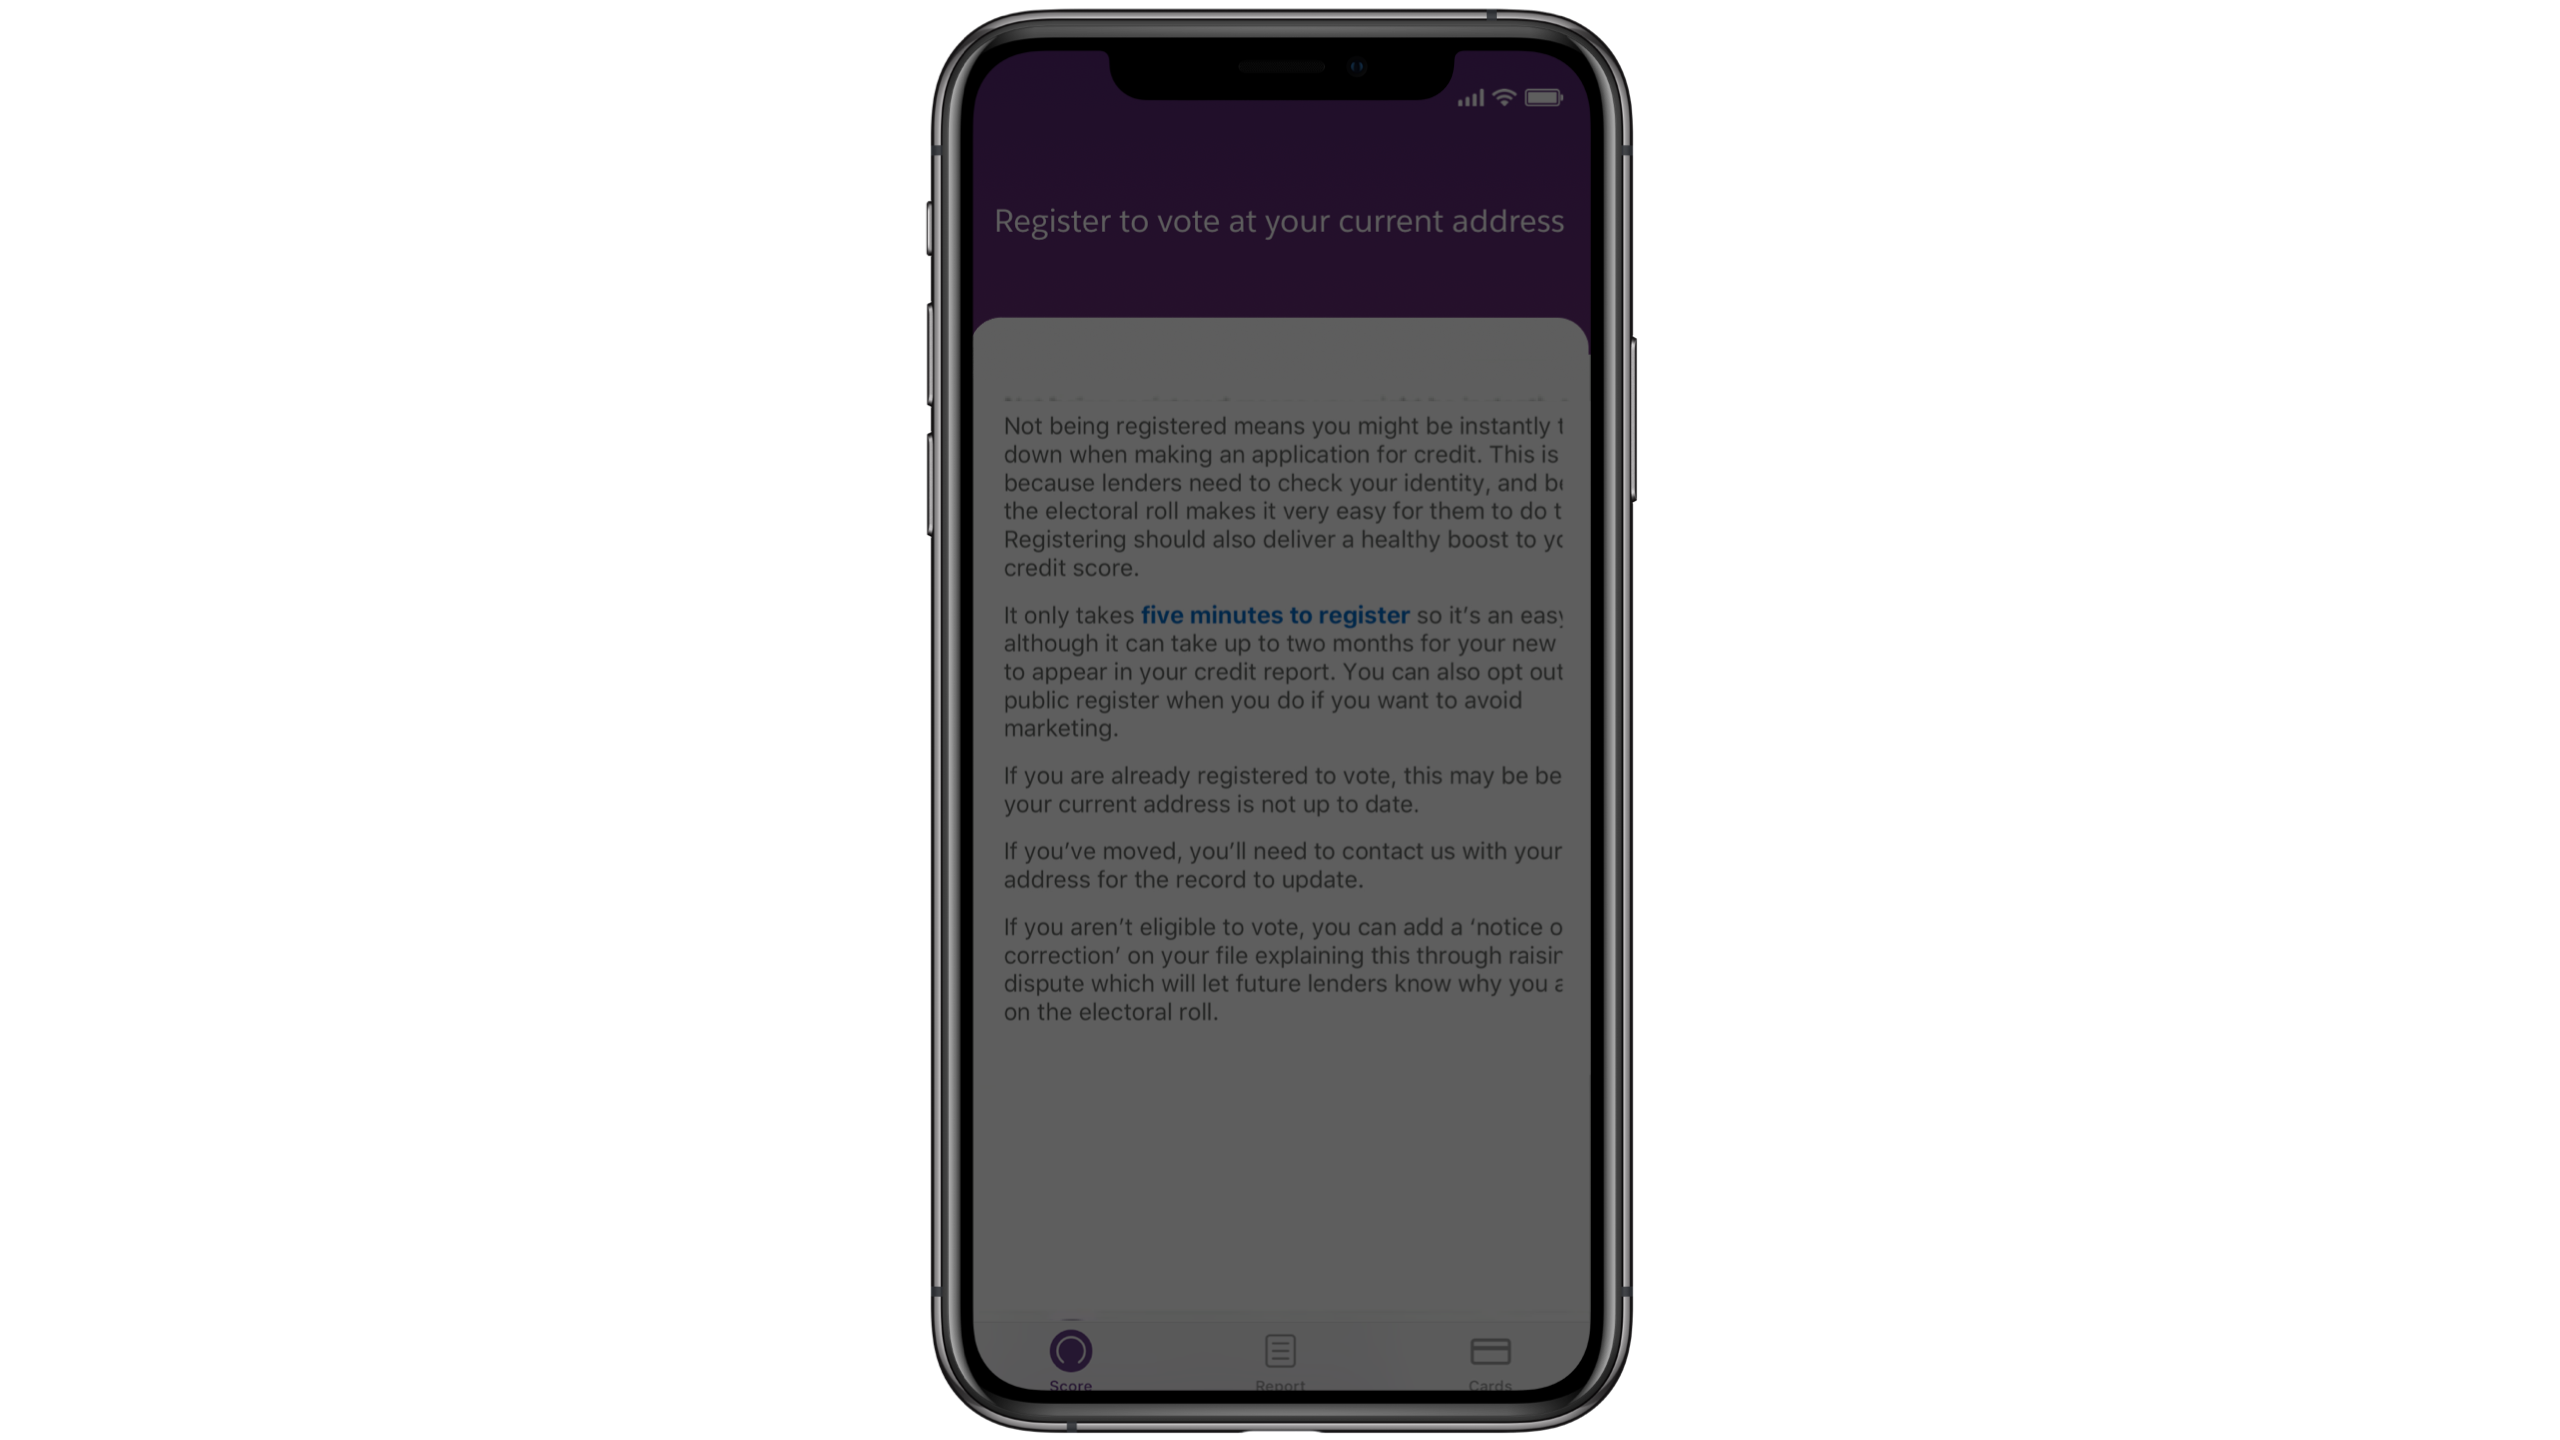 Register to vote at your current address
Not being registered means you might be instantly
down when making an application for credit. This is
because lenders need to check your identity, and
the electoral roll makes it very easy for them to do
Registering should also deliver a healthy boost to
credit score.
It only takes five minutes to register so it’s an easy
although it can take up to two months for your new
to appear in your credit report. You can also opt out
public register when you do if you want to avoid
marketing.
If you are already registered to vote, this may be be
your current address is not up to date.
If you’ve moved, you’ll need to contact us with your
address for the record to update.
If you aren’t eligible to vote, you can add a ‘notice o
correction’ on your file explaining this through
dispute which will let future lenders know why you
on the electoral roll.
Score
Report
Cards